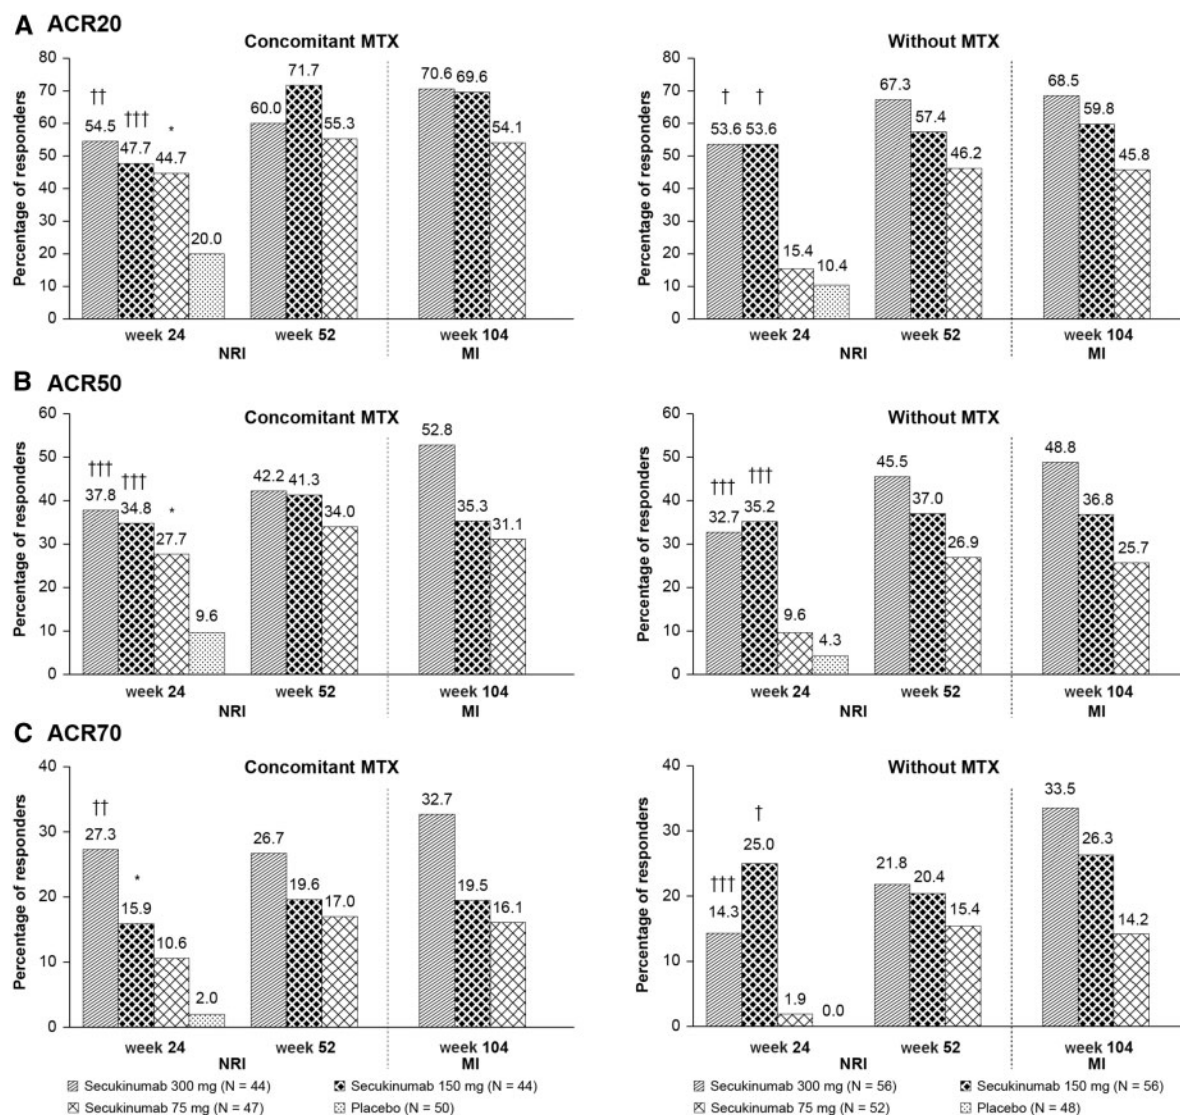 A ACR20
Concomitant MTX
Percentage of responders
80
70
60
50
40
30
20
10
0
††
54.5
†††
47.7
*
44.7
20.0
60.0
71.7
55.3
70.6
69.6
54.1
week 24
week 52
week 104
NRI
MI
Without MTX
Percentage of responders
80
70
60
50
40
30
20
10
0
†
53.6
†
53.6
15.4
10.4
67.3
57.4
46.2
68.5
59.8
45.8
week 24
week 52
week 104
NRI
MI
B ACR50
Concomitant MTX
Percentage of responders
60
50
40
30
20
10
0
†††
37.8
†††
34.8
*
27.7
9.6
42.2
41.3
34.0
52.8
35.3
31.1
week 24
week 52
week 104
NRI
MI
Without MTX
Percentage of responders
60
50
40
30
20
10
0
†††
32.7
†††
35.2
9.6
4.3
45.5
37.0
26.9
48.8
36.8
25.7
week 24
week 52
week 104
NRI
MI
C ACR70
Concomitant MTX
Percentage of responders
40
30
20
10
0
††
27.3
*
15.9
10.6
2.0
26.7
19.6
17.0
32.7
19.5
16.1
week 24
week 52
week 104
NRI
MI
Without MTX
Percentage of responders
40
30
20
10
0
†††
14.3
†
25.0
1.9
0.0
21.8
20.4
15.4
33.5
26.3
14.2
week 24
week 52
week 104
NRI
MI
Secukinumab 300 mg (N = 44)
Secukinumab 150 mg (N = 44)
Secukinumab 75 mg (N = 47)
Placebo (N = 50)
Secukinumab 300 mg (N = 56)
Secukinumab 150 mg (N = 56)
Secukinumab 75 mg (N = 52)
Placebo (N = 48)